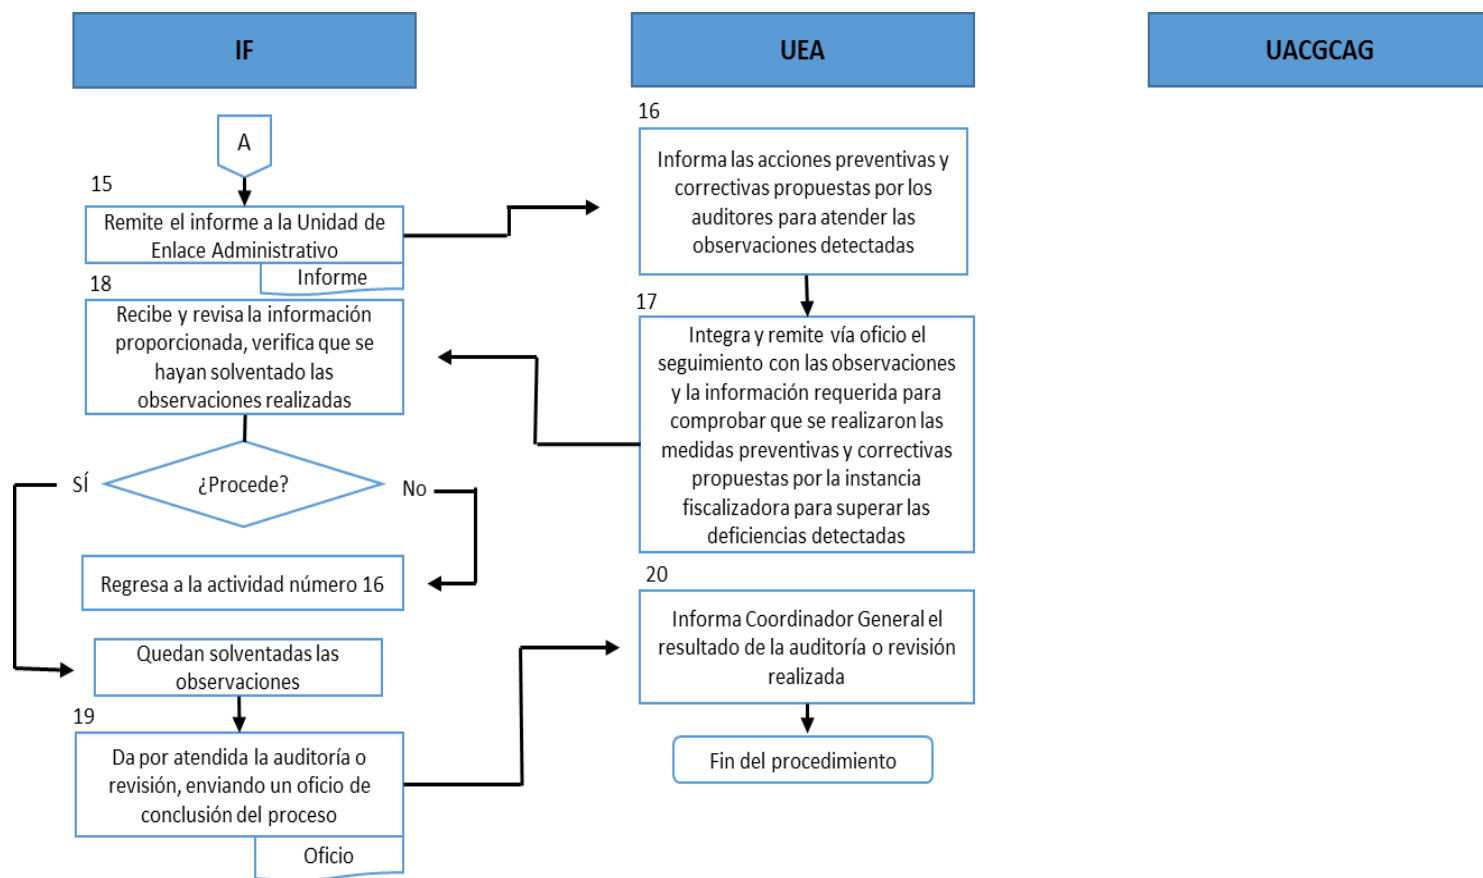 IF
UEA
UACGCAG
A
15
Remite el informe a la Unidad de
Enlace Administrativo
Informe
16
Informa las acciones preventivas y
correctivas propuestas por los
auditores para atender las
observaciones detectadas
17
Integra y remite vía oficio el
seguimiento con las observaciones
y la información requerida para
comprobar que se realizaron las
medidas preventivas y correctivas
propuestas por la instancia
fiscalizadora para superar las
deficiencias detectadas
18
Recibe y revisa la información
proporcionada, verifica que se
hayan solventado las
observaciones realizadas
SÍ
¿Procede?
No
Regresa a la actividad número 16
Quedan solventadas las
observaciones
19
Da por atendida la auditoría o
revisión, enviando un oficio de
conclusión del proceso
Oficio
20
Informa Coordinador General el
resultado de la auditoría o revisión
realizada
Fin del procedimiento